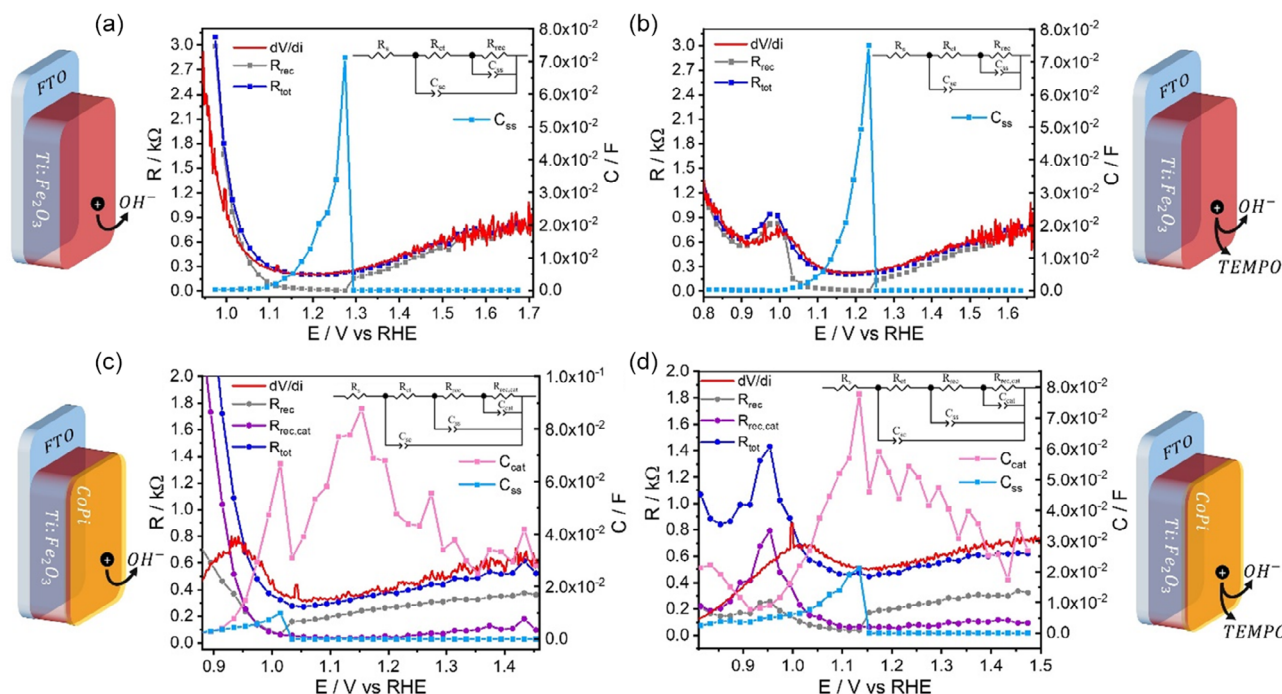 (a)
FTO
Ti:Fe2O3
OH−
dV/di
Rrec
Rtot
Css
Rs
Rct
Rrec
Css
Csc
R / kΩ
3.0
2.7
2.4
2.1
1.8
1.5
1.2
0.9
0.6
0.3
0.0
C / F
8.0x10-2
7.0x10-2
6.0x10-2
5.0x10-2
4.0x10-2
3.0x10-2
2.0x10-2
1.0x10-2
0.0
1.0 1.1 1.2 1.3 1.4 1.5 1.6 1.7
E / V vs RHE
(b)
dV/di
Rrec
Rtot
Css
Rs
Rct
Rrec
Css
Csc
R / kΩ
3.0
2.7
2.4
2.1
1.8
1.5
1.2
0.9
0.6
0.3
0.0
C / F
8.0x10-2
7.0x10-2
6.0x10-2
5.0x10-2
4.0x10-2
3.0x10-2
2.0x10-2
1.0x10-2
0.0
0.8 0.9 1.0 1.1 1.2 1.3 1.4 1.5 1.6
E / V vs RHE
FTO
Ti:Fe2O3
OH−
TEMPO
(c)
FTO
Ti:Fe2O3
CoPi
OH−
dV/di
Rrec
Rrec,cat
Rtot
Ccat
Css
Rs
Rct
Rrec
Rrec,cat
Ccat
Css
Csc
R / kΩ
2.0
1.8
1.6
1.4
1.2
1.0
0.8
0.6
0.4
0.2
0.0
C / F
1.0x10-1
8.0x10-2
6.0x10-2
4.0x10-2
2.0x10-2
0.0
0.9 1.0 1.1 1.2 1.3 1.4
E / V vs RHE
(d)
dV/di
Rrec
Rrec,cat
Rtot
Ccat
Css
Rs
Rct
Rrec
Rrec,cat
Ccat
Css
Csc
R / kΩ
2.0
1.8
1.6
1.4
1.2
1.0
0.8
0.6
0.4
0.2
0.0
C / F
8.0x10-2
7.0x10-2
6.0x10-2
5.0x10-2
4.0x10-2
3.0x10-2
2.0x10-2
1.0x10-2
0.0
0.9 1.0 1.1 1.2 1.3 1.4 1.5
E / V vs RHE
FTO
Ti:Fe2O3
CoPi
OH−
TEMPO